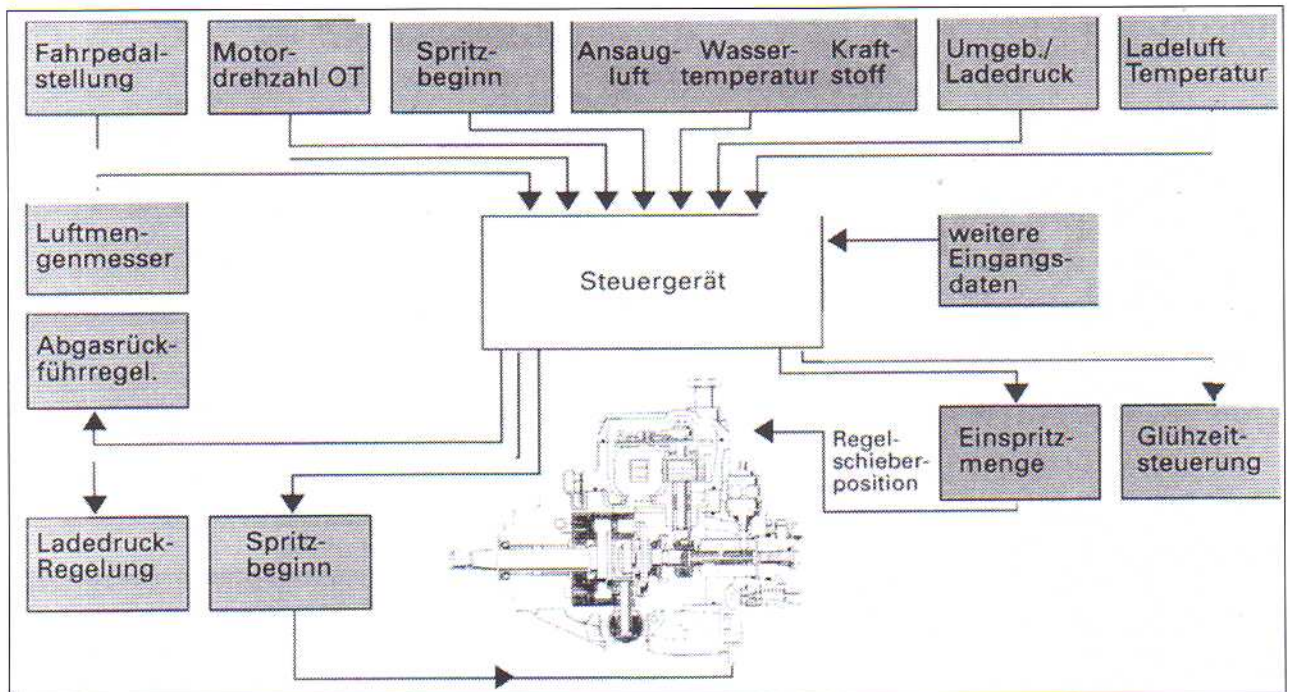 Fahrpedal-
stellung
Motor-
drehzahl OT
Spritz-
beginn
Ansaug- Wasser- Kraft-
luft temperatur stoff
Umgeb./
Ladedruck
Ladeluft
Temperatur
Luftmen-
genmesser
Steuergerät
weitere
Eingangs-
daten
Abgasrück-
führregel.
Regel-
schieber-
position
Einspritz-
menge
Glühzeit-
steuerung
Ladedruck-
Regelung
Spritz-
beginn